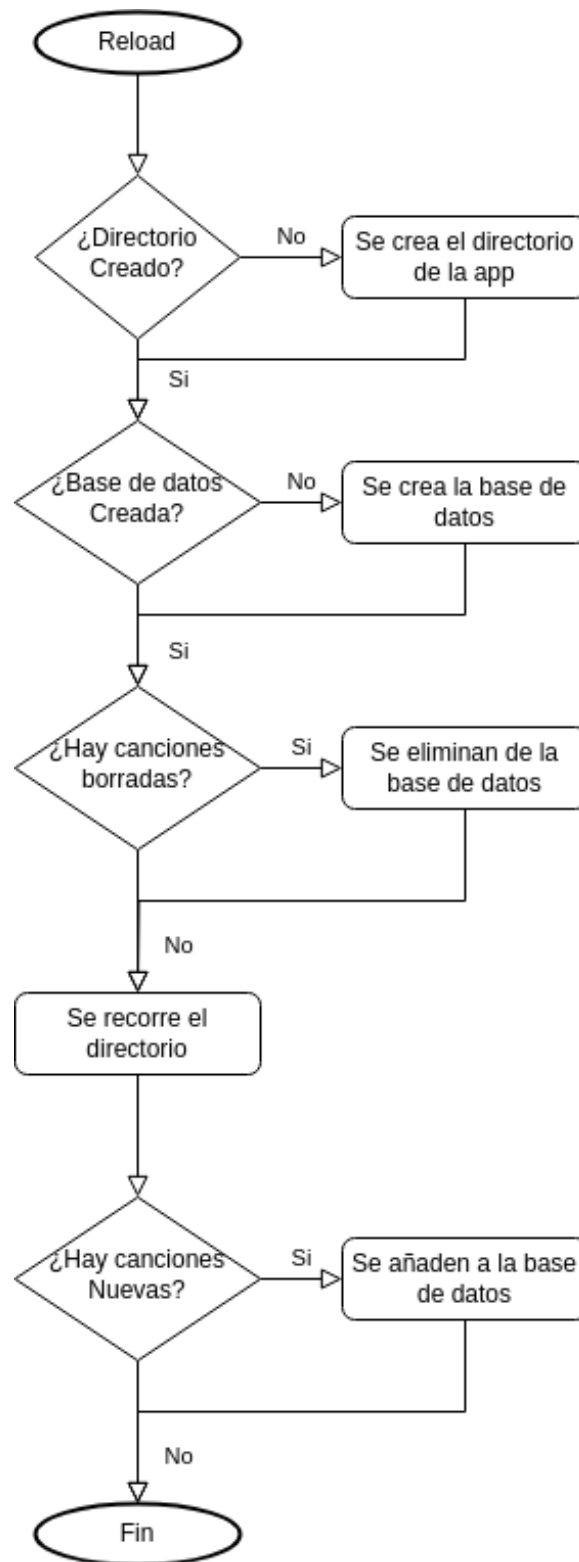 Reload
¿Directorio
Creado?
No
Se crea el directorio
de la app
Si
¿Base de datos
Creada?
No
Se crea la base de
datos
Si
¿Hay canciones
borradas?
Si
Se eliminan de la
base de datos
No
Se recorre el
directorio
¿Hay canciones
Nuevas?
Si
Se añaden a la base
de datos
No
Fin